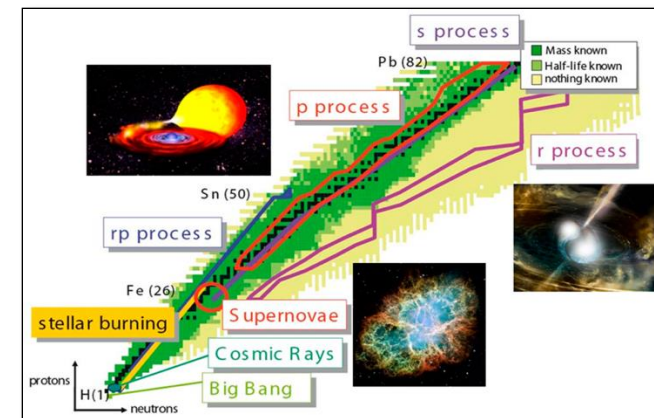 s process
Pb (82)
Mass known
Half-life known
nothing known
p process
r process
Sn (50)
rp process
Fe (26)
stellar burning
Supernovae
Cosmic Rays
protons
H(1)
Big Bang
neutrons